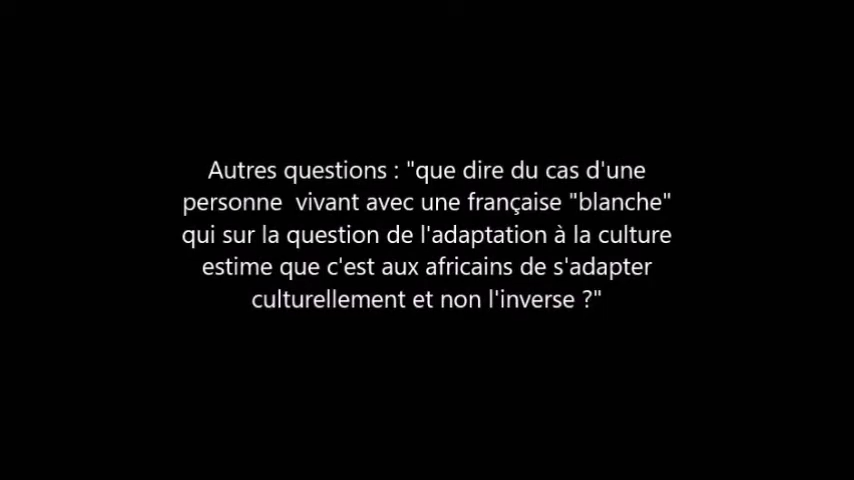 Autres questions : "que dire du cas d'une
personne  vivant avec une française "blanche"
qui sur la question de l'adaptation à la culture
estime que c'est aux africains de s'adapter
culturellement et non l'inverse ?"